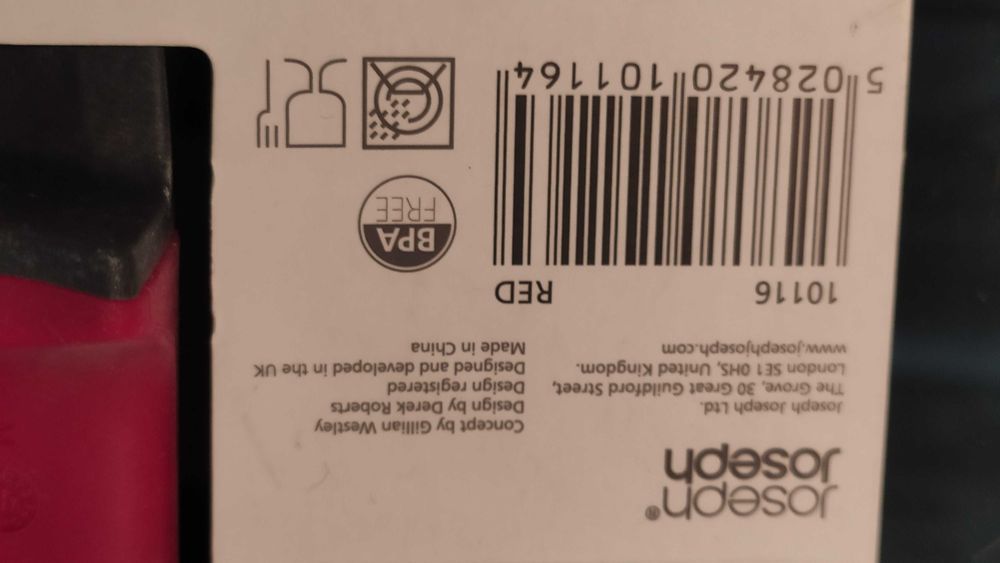 Joseph®
Joseph
Joseph Joseph Ltd.
The Grove, 30 Great Guildford Street,
London SE1 0HS, United Kingdom.
www.josephjoseph.com
Concept by Gillian Westley
Design by Derek Roberts
Design registered
Designed and developed in the UK
Made in China
10116 RED
5 028420 101164
BPA
FREE